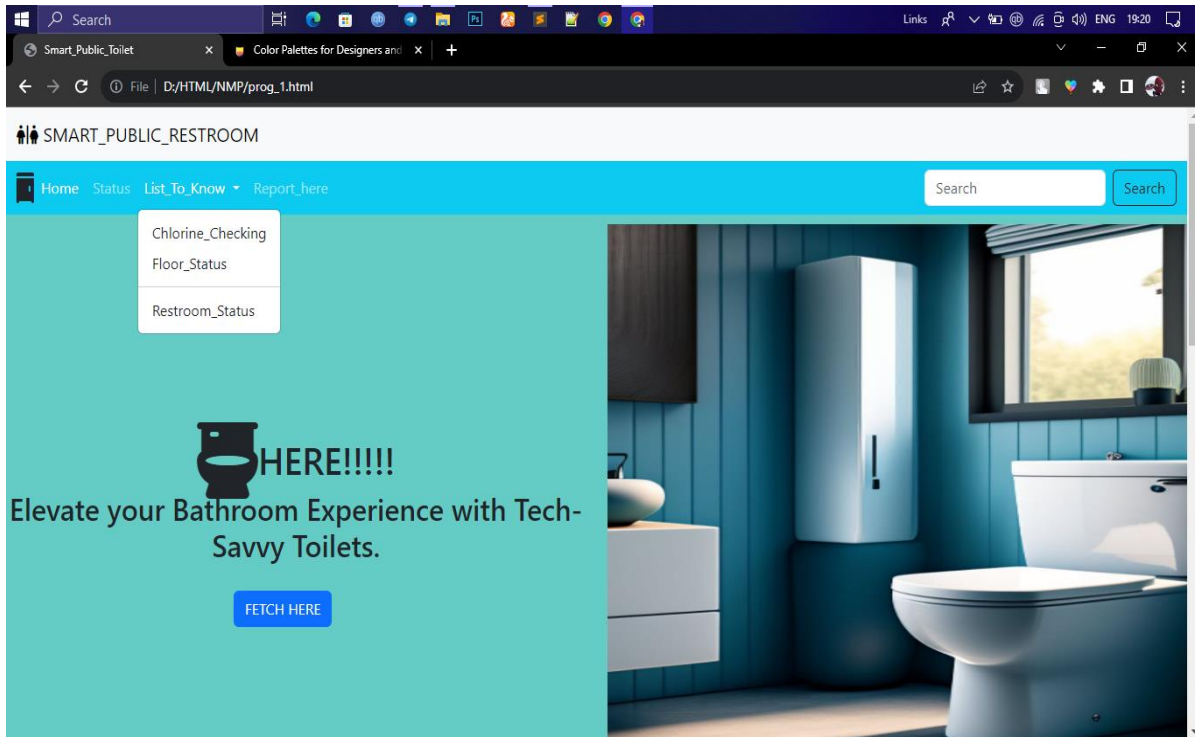 Search
Ps
Links
ENG 19:20
Smart_Public_Toilet
Color Palettes for Designers and
File | D:/HTML/NMP/prog_1.html
SMART_PUBLIC_RESTROOM
Home Status List_To_Know Report_here
Search Search
Chlorine_Checking
Floor_Status
Restroom_Status
HERE!!!!!
Elevate your Bathroom Experience with Tech-
Savvy Toilets.
FETCH HERE